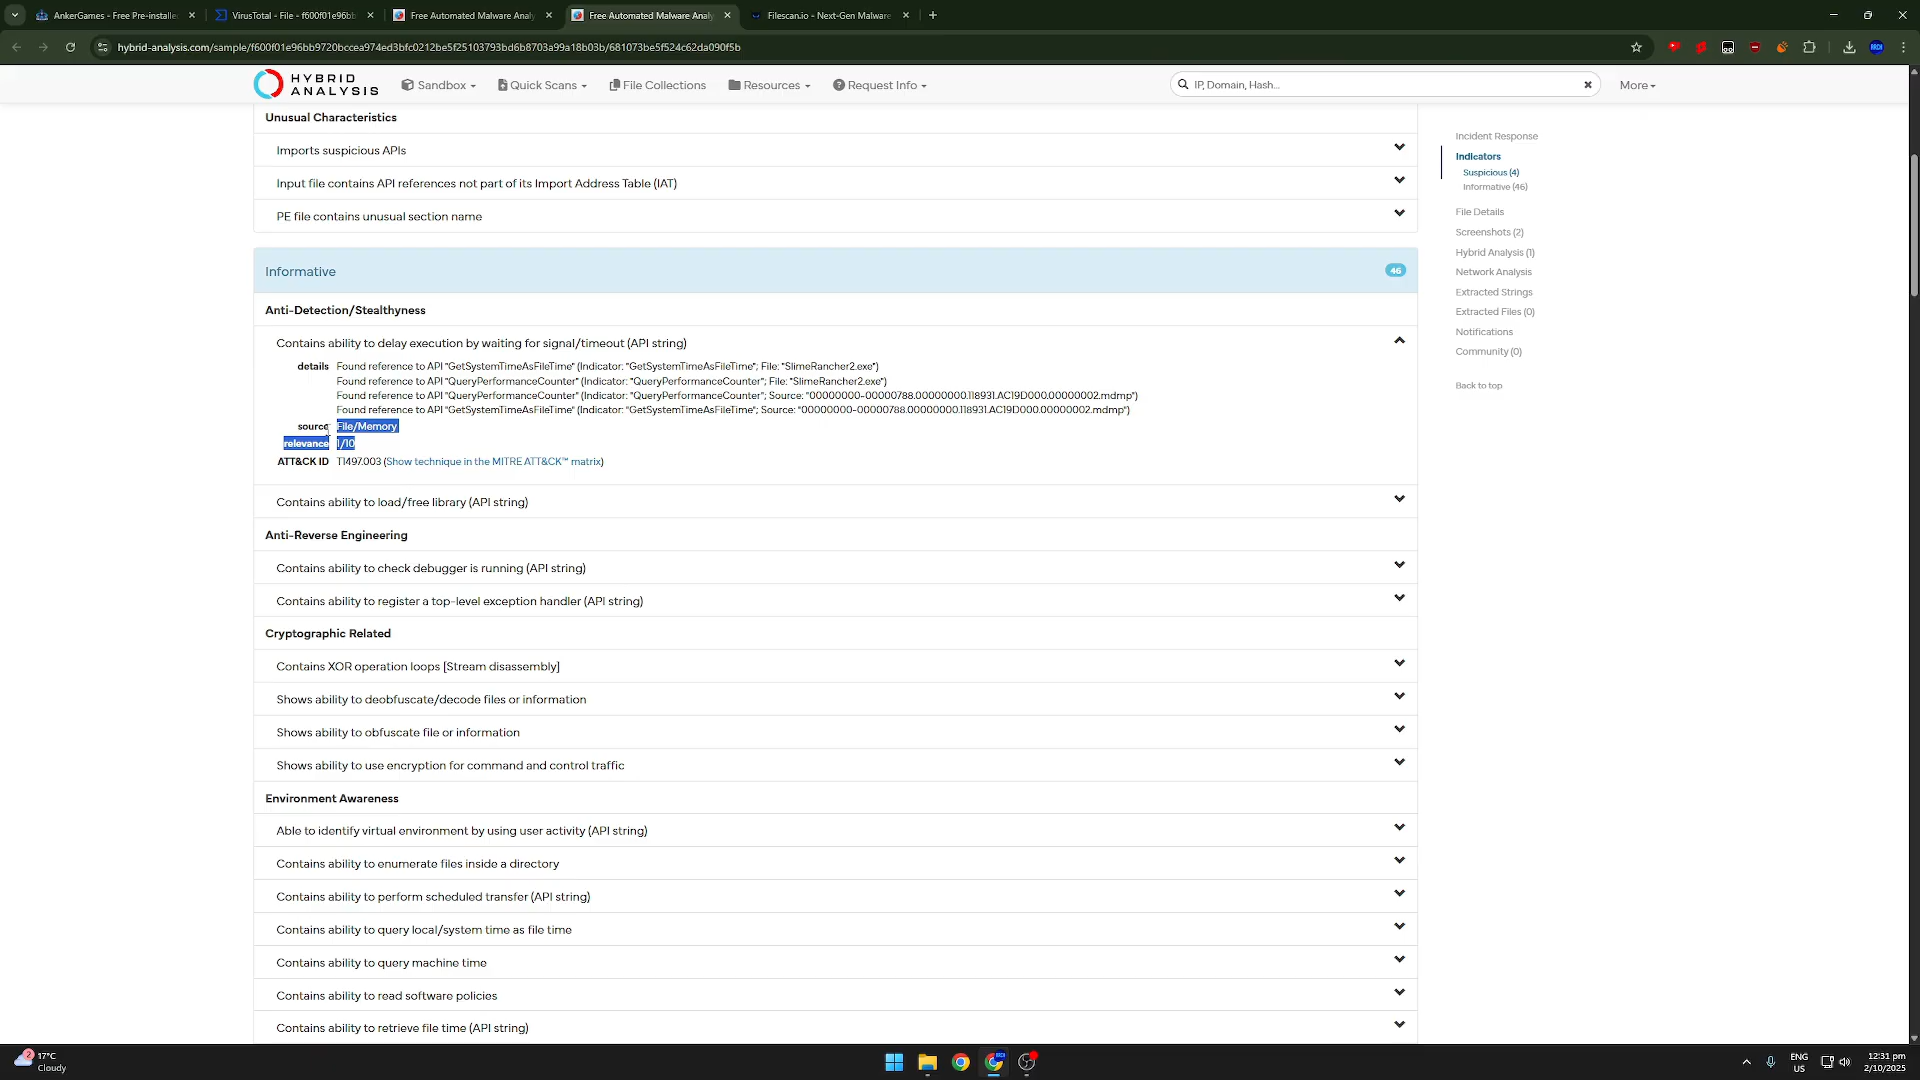 AnkerGames - Free Pre-installe
VirusTotal - File - f600f01e96bb
Free Automated Malware Analy
Free Automated Malware Analy
Filescan.io - Next-Gen Malware
hybrid-analysis.com/sample/f600f01e96bb9720bccea974ed3bfc0212be5f25103793bd6b8703a99a18b03b/681073be5f524c62da090f5b
HYBRID
ANALYSIS
Sandbox
Quick Scans
File Collections
Resources
Request Info
IP, Domain, Hash...
More
Unusual Characteristics
Imports suspicious APIs
Input file contains API references not part of its Import Address Table (IAT)
PE file contains unusual section name
Informative
46
Anti-Detection/Stealthyness
Contains ability to delay execution by waiting for signal/timeout (API string)
details Found reference to API "GetSystemTimeAsFileTime" (Indicator: "GetSystemTimeAsFileTime"; File: "SlimeRancher2.exe")
Found reference to API "QueryPerformanceCounter" (Indicator: "QueryPerformanceCounter"; File: "SlimeRancher2.exe")
Found reference to API "QueryPerformanceCounter" (Indicator: "QueryPerformanceCounter"; Source: "00000000-00000788.00000000.118931.AC19D000.00000002.mdmp")
Found reference to API "GetSystemTimeAsFileTime" (Indicator: "GetSystemTimeAsFileTime"; Source: "00000000-00000788.00000000.118931.AC19D000.00000002.mdmp")
source File/Memory
relevance 1/10
ATT&CK ID T1497.003 (Show technique in the MITRE ATT&CK™ matrix)
Contains ability to load/free library (API string)
Anti-Reverse Engineering
Contains ability to check debugger is running (API string)
Contains ability to register a top-level exception handler (API string)
Cryptographic Related
Contains XOR operation loops [Stream disassembly]
Shows ability to deobfuscate/decode files or information
Shows ability to obfuscate file or information
Shows ability to use encryption for command and control traffic
Environment Awareness
Able to identify virtual environment by using user activity (API string)
Contains ability to enumerate files inside a directory
Contains ability to perform scheduled transfer (API string)
Contains ability to query local/system time as file time
Contains ability to query machine time
Contains ability to read software policies
Contains ability to retrieve file time (API string)
Incident Response
Indicators
Suspicious (4)
Informative (46)
File Details
Screenshots (2)
Hybrid Analysis (1)
Network Analysis
Extracted Strings
Extracted Files (0)
Notifications
Community (0)
Back to top
2
17°C
Cloudy
ENG
US
12:31 pm
2/10/2025